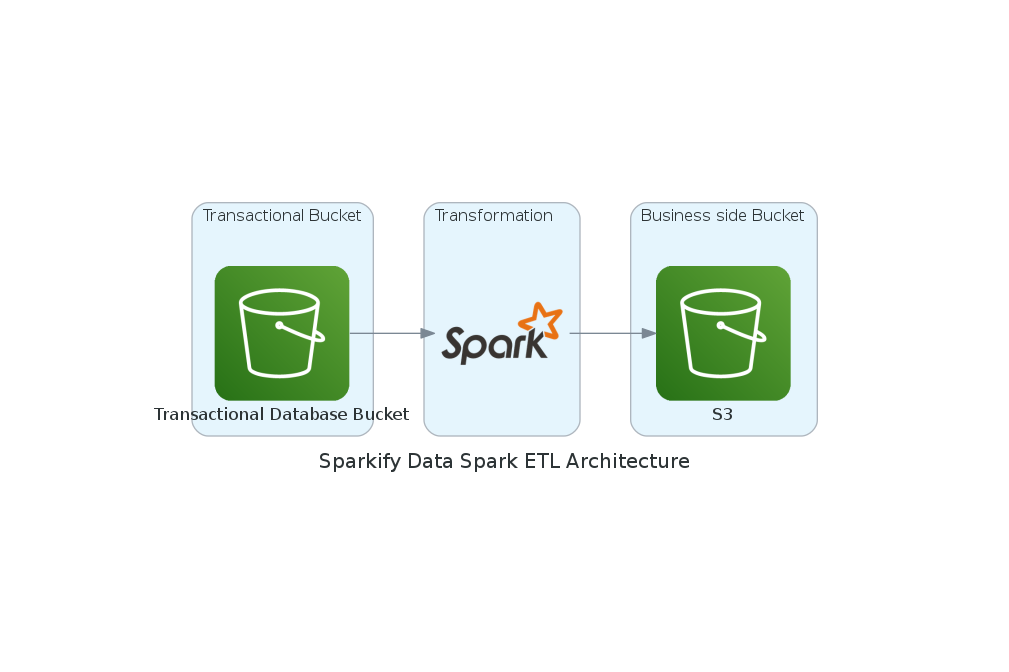 Transactional Bucket
Transformation
Business side Bucket
Spark
Transactional Database Bucket
S3
Sparkify Data Spark ETL Architecture